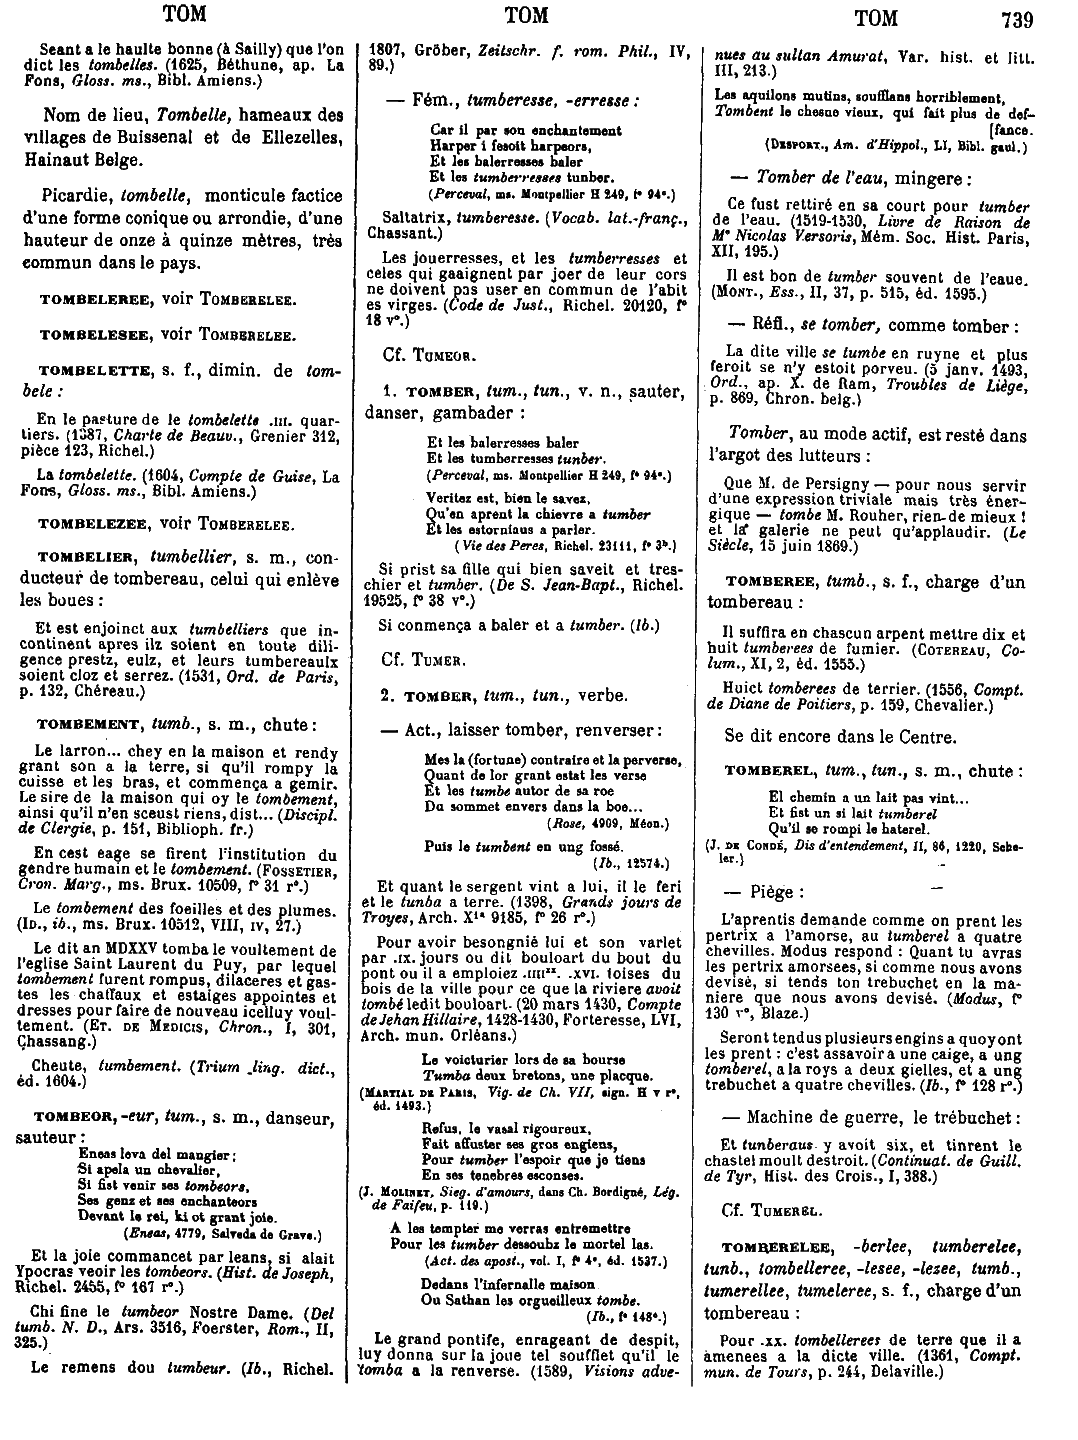 TOM
TOM
TOM 739
Seant a le haulte bonne (à Sailly) que l'on
dict les tombelles. (1625, Béthune, ap. La
Fons, Gloss. ms., Bibl. Amiens.)
Nom de lieu, Tombelle, hameaux des
villages de Buissenal et de Ellezelles,
Hainaut Belge.
Picardie, tombelle, monticule factice
d'une forme conique ou arrondie, d'une
hauteur de onze à quinze mètres, très
commun dans le pays.
TOMBELEREE, voir TOMBERELEE.
TOMBELESEE, voir TOMBERELEE.
TOMBELETTE, s. f., dimin. de tom-
bele :
En le pasture de le tombelette .III. quar-
tiers. (1387, Charte de Beauv., Grenier 312,
pièce 123, Richel.)
La tombelette. (1604, Compte de Guise, La
Fons, Gloss. ms., Bibl. Amiens.)
TOMBELEZEE, voir TOMBERELEE.
TOMBELIER, tumbellier, s. m., con-
ducteur de tombereau, celui qui enlève
les boues :
Et est enjoinct aux tumbelliers que in-
continent apres ilz soient en toute dili-
gence prestz, eulz, et leurs tumbereaulx
soient cloz et serrez. (1531, Ord. de Paris,
p. 132, Chéreau.)
TOMBEMENT, tumb., s. m., chute :
Le larron... chey en la maison et rendy
grant son a la terre, si qu'il rompy la
cuisse et les bras, et commença a gemir.
Le sire de la maison qui oy le tombement,
ainsi qu'il n'en sceust riens, dist... (Discipl.
de Clergie, p. 151, Biblioph. fr.)
En cest eage se firent l'institution du
gendre humain et le tombement. (FOSSETIER,
Cron. Marg., ms. Brux. 10509, f° 31 r°.)
Le tombement des foeilles et des plumes.
(ID., ib., ms. Brux. 10512, VIII, IV, 27.)
Le dit an MDXXV tomba le voultement de
l'eglise Saint Laurent du Puy, par lequel
tombement furent rompus, dilaceres et gas-
tes les chaffaux et estaiges appointes et
dresses pour faire de nouveau icelluy voul-
tement. (ET. DE MEDICIS, Chron., I, 301,
Chassang.)
Cheute, tumbement. (Trium ling. dict.,
éd. 1604.)
TOMBEOR, -eur, tum., s. m., danseur,
sauteur :
Eneas leva del mangier;
Si apela un chevalier,
Si fist venir ses tombeors,
Ses genz et ses enchanteors
Devant le rei, ki ot grant joie.
(Eneas, 4779, Salveda de Grave.)
Et la joie commancet par leans, si alait
Ypocras veoir les tombeors. (Hist. de Joseph,
Richel. 2455, f° 167 r°.)
Chi fine le tumbeor Nostre Dame. (Del
tumb. N. D., Ars. 3516, Foerster, Rom., II,
325.)
Le remens dou tumbeur. (Ib., Richel.
1807, Gröber, Zeitschr. f. rom. Phil., IV,
89.)
— Fém., tumberesse, -erresse :
Car il par son enchantement
Harper i fesoit harpeors,
Et les balerresses baler
Et les tumberresses tunber.
(Perceval, ms. Montpellier H 249, f° 94ᵉ.)
Saltatrix, tumberesse. (Vocab. lat.-franç.,
Chassant.)
Les jouerresses, et les tumberresses et
celes qui gaaignent par joer de leur cors
ne doivent pas user en commun de l'abit
es virges. (Code de Just., Richel. 20120, f°
18 v°.)
Cf. TUMEOR.
1. TOMBER, tum., tun., v. n., sauter,
danser, gambader :
Et les balerresses baler
Et les tumberresses tunber.
(Perceval, ms. Montpellier H 249, f° 94ᵉ.)
Veritez est, bien le savez,
Qu'en aprent la chievre a tumber
Et les estorniaus a parler.
(Vie des Peres, Richel. 23111, f° 3ᵇ.)
Si prist sa fille qui bien saveit et tres-
chier et tumber. (De S. Jean-Bapt., Richel.
19525, f° 38 v°.)
Si conmença a baler et a tumber. (Ib.)
Cf. TUMER.
2. TOMBER, tum., tun., verbe.
— Act., laisser tomber, renverser :
Mes la (fortune) contraire et la perverse,
Quant de lor grant estat les verse
Et les tumbe autor de sa roe
Du sommet envers dans la boe...
(Rose, 4909, Méon.)
Puis le tumbent en ung fossé.
(Ib., 12574.)
Et quant le sergent vint a lui, il le feri
et le tunba a terre. (1398, Grands jours de
Troyes, Arch. X¹ᵃ 9185, f° 26 r°.)
Pour avoir besongnié lui et son varlet
par .IX. jours ou dit bouloart du bout du
pont ou il a emploiez .IIIIˣˣ. .XVI. toises du
bois de la ville pour ce que la riviere avoit
tombé ledit bouloart. (20 mars 1430, Compte
de Jehan Hillaire, 1428-1430, Forteresse, LVI,
Arch. mun. Orléans.)
Le voicturier lors de sa bourse
Tumba deux bretons, une placque.
(MARTIAL DE PARIS, Vig. de Ch. VII, sign. H v r°,
éd. 1493.)
Refus, le vasal rigoureux,
Fait affuster ses gros engiens,
Pour tumber l'espoir que je tiens
En ses tenebres esconses.
(J. MOLINET, Sieg. d'amours, dans Ch. Bordigné, Lég.
de Faifeu, p. 119.)
A les tempter me verras entremettre
Pour les tumber dessoubz le mortel las.
(Act. des apost., vol. I, f° 4ᵃ, éd. 1537.)
Dedans l'infernalle maison
Ou Sathan les orgueilleux tombe.
(Ib., f° 148ᵃ.)
Le grand pontife, enrageant de despit,
luy donna sur la joue tel soufflet qu'il le
tomba a la renverse. (1589, Visions adve-
nues au sultan Amurat, Var. hist. et litt.
III, 213.)
Les aquilons mutins, soufflans horriblement,
Tombent le chesne vieux, qui fait plus de def-
[fance.
(DESPORT., Am. d'Hippol., LI, Bibl. gaul.)
— Tomber de l'eau, mingere :
Ce fust rettiré en sa court pour tumber
de l'eau. (1519-1530, Livre de Raison de
Mᵉ Nicolas Versoris, Mém. Soc. Hist. Paris,
XII, 195.)
Il est bon de tumber souvent de l'eaue.
(MONT., Ess., II, 37, p. 515, éd. 1595.)
— Réfl., se tomber, comme tomber :
La dite ville se tumbe en ruyne et plus
feroit se n'y estoit porveu. (5 janv. 1493,
Ord., ap. X. de Ram, Troubles de Liège,
p. 869, Chron. belg.)
Tomber, au mode actif, est resté dans
l'argot des lutteurs :
Que M. de Persigny — pour nous servir
d'une expression triviale mais très éner-
gique — tombe M. Rouher, rien de mieux !
et la galerie ne peut qu'applaudir. (Le
Siècle, 15 juin 1869.)
TOMBEREE, tumb., s. f., charge d'un
tombereau :
Il suffira en chascun arpent mettre dix et
huit tumberees de fumier. (COTEREAU, Co-
lum., XI, 2, éd. 1555.)
Huict tomberees de terrier. (1556, Compt.
de Diane de Poitiers, p. 159, Chevalier.)
Se dit encore dans le Centre.
TOMBEREL, tum., tun., s. m., chute :
El chemin a un lait pas vint...
Et fist un si lait tumberel
Qu'il se rompi le haterel.
(J. DE CONDÉ, Dis d'entendement, II, 86, 1220, Sche-
ler.)
— Piège :
L'aprentis demande comme on prent les
pertrix a l'amorse, au tumberel a quatre
chevilles. Modus respond : Quant tu avras
les pertrix amorsees, si comme nous avons
devisé, si tends ton trebuchet en la ma-
niere que nous avons devisé. (Modus, f°
130 r°, Blaze.)
Seront tendus plusieurs engins a quoy ont
les prent : c'est assavoir a une caige, a ung
tomberel, a la roys a deux gielles, et a ung
trebuchet a quatre chevilles. (Ib., f° 128 r°.)
— Machine de guerre, le trébuchet :
Et tunberaus y avoit six, et tinrent le
chastel moult destroit. (Continuat. de Guill.
de Tyr, Hist. des Crois., I, 388.)
Cf. TUMEREL.
TOMBERELEE, -berlee, tumberelee,
tunb., tombelleree, -lesee, -lezee, tumb.,
tumerellee, tumeleree, s. f., charge d'un
tombereau :
Pour .XX. tombellerees de terre que il a
amenees a la dicte ville. (1361, Compt.
mun. de Tours, p. 244, Delaville.)